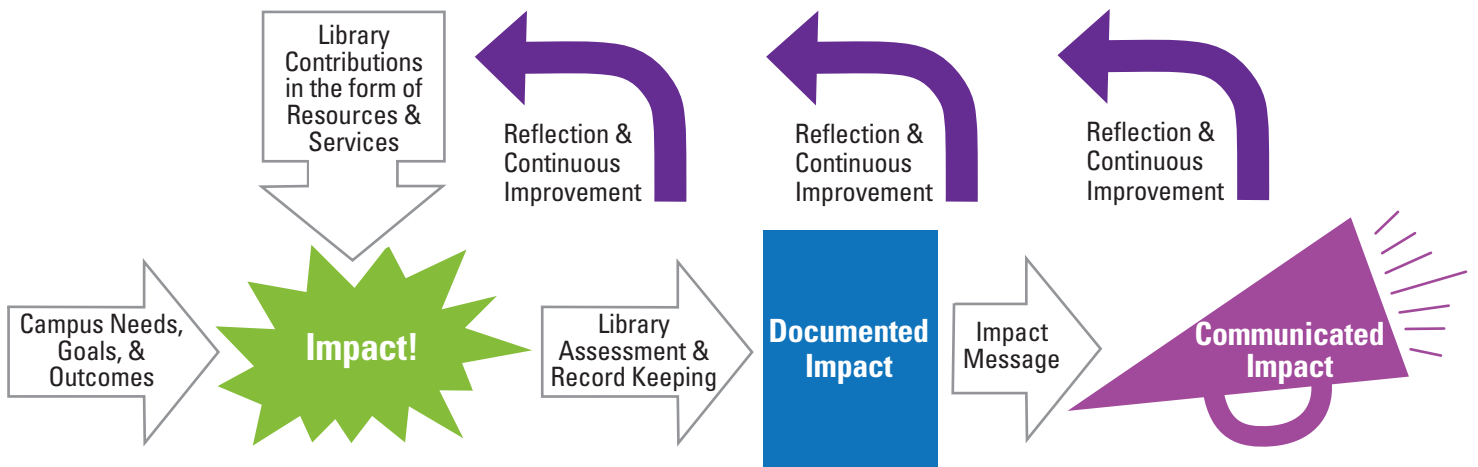 Library
Contributions
in the form of
Resources &
Services
Reflection &
Continuous
Improvement
Reflection &
Continuous
Improvement
Reflection &
Continuous
Improvement
Campus Needs,
Goals, &
Outcomes
Impact!
Library
Assessment &
Record Keeping
Documented
Impact
Impact
Message
Communicated
Impact